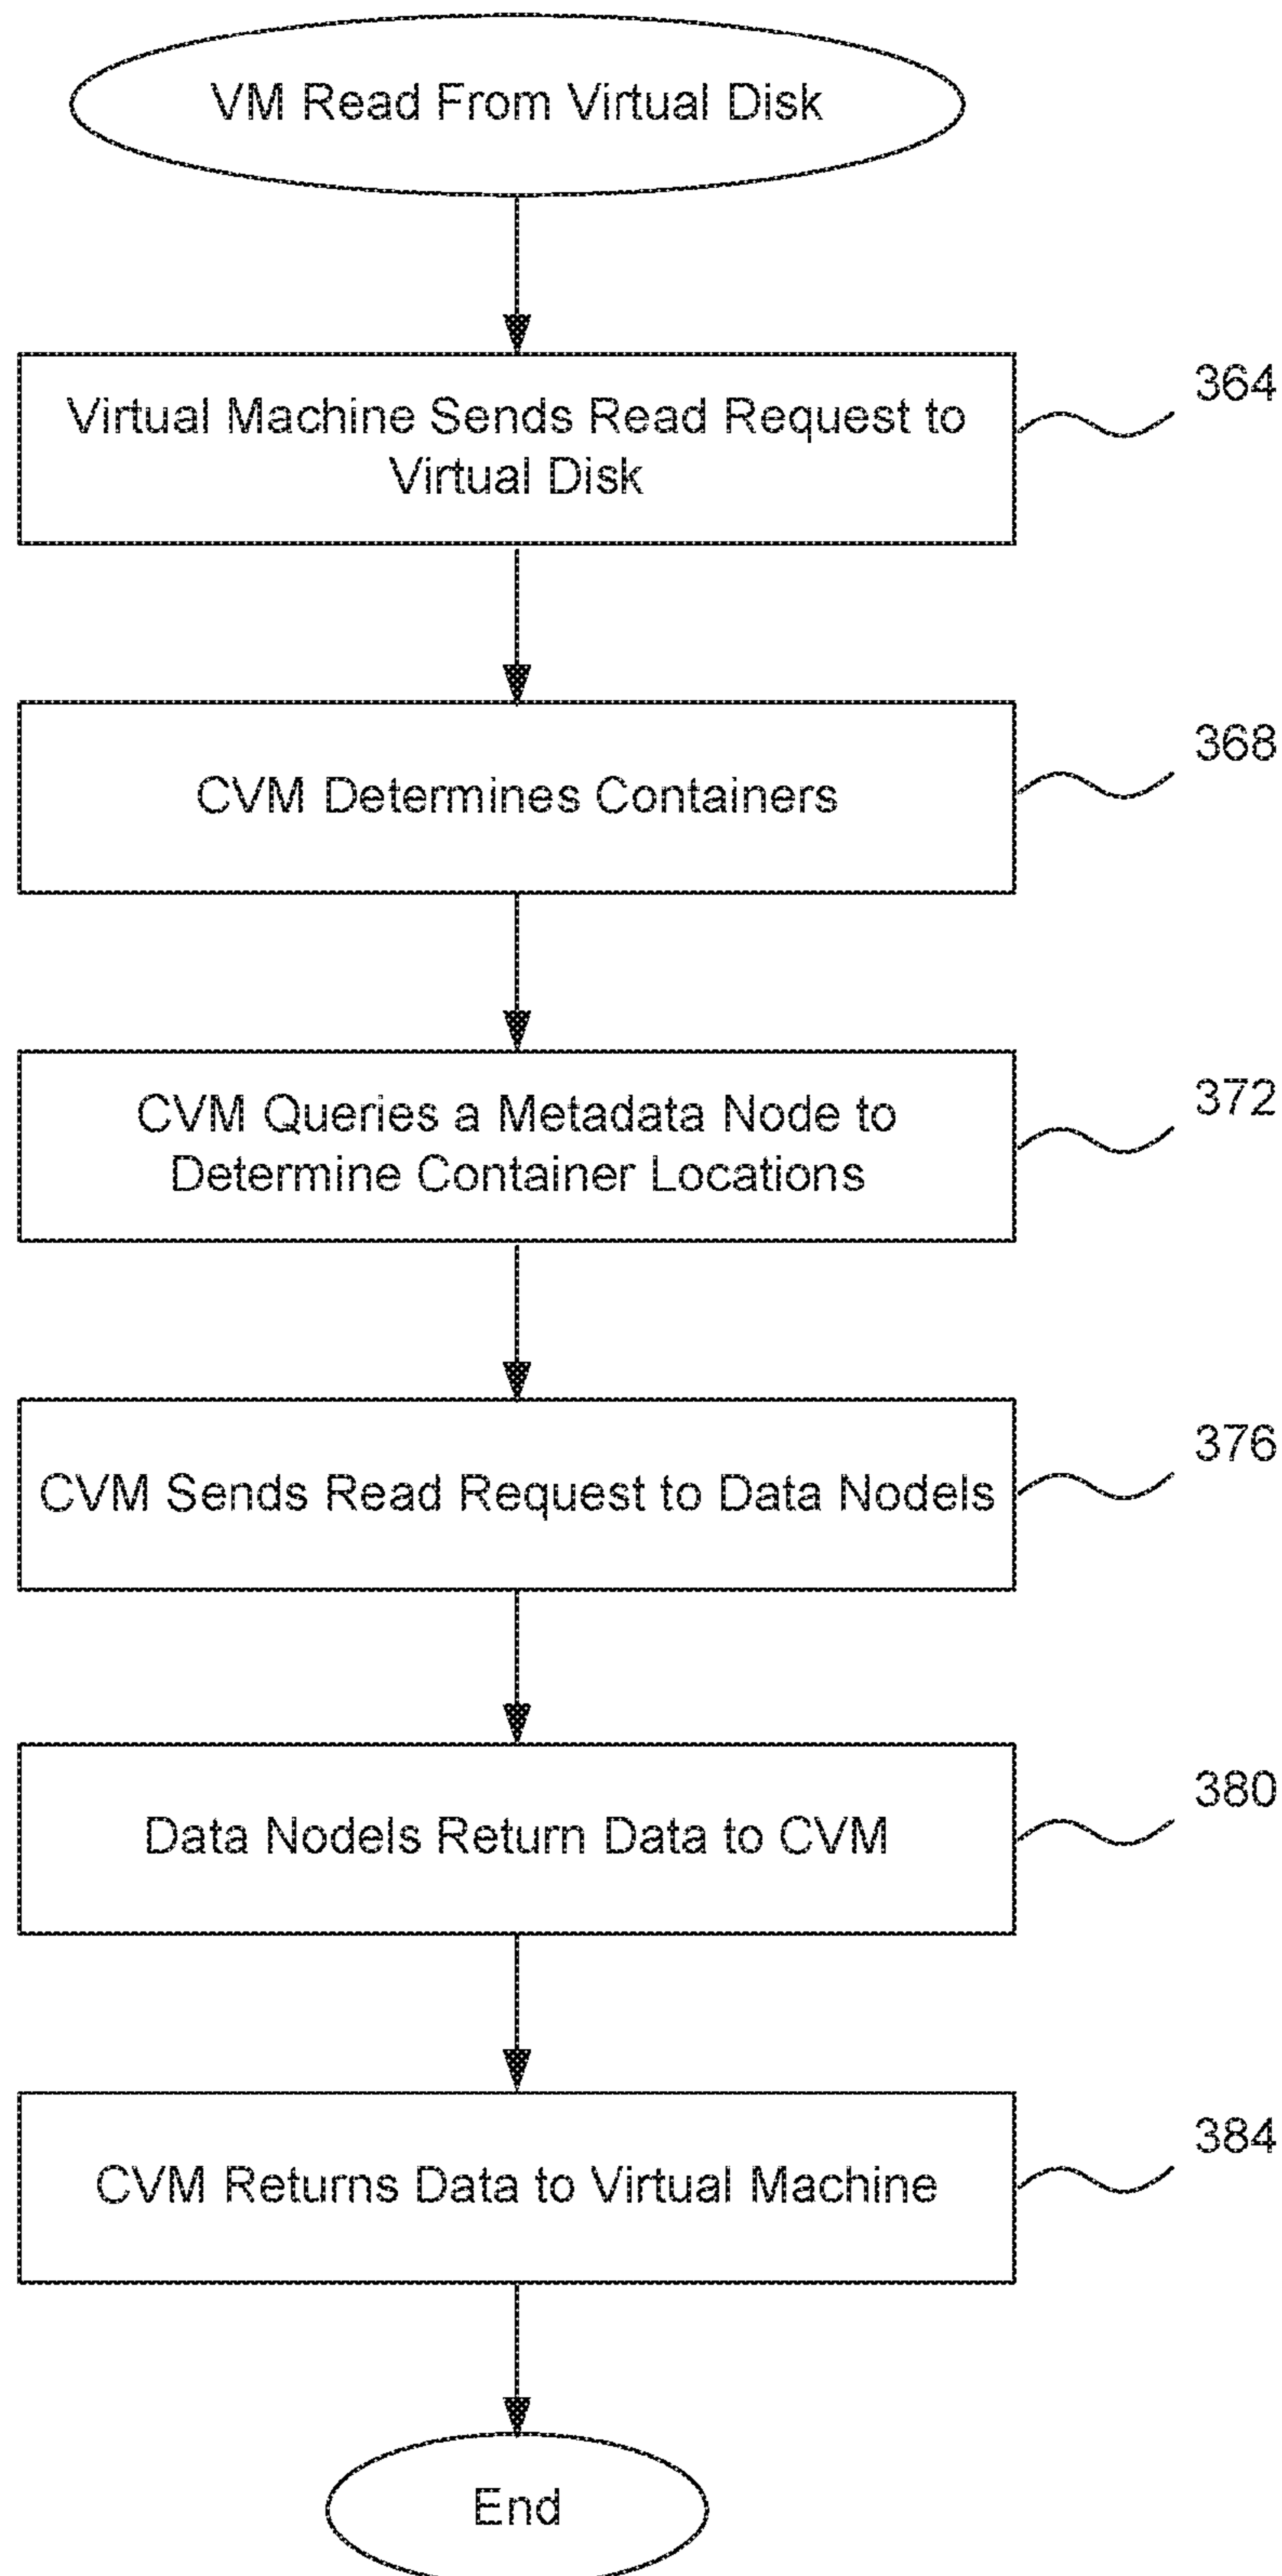 VM Read From Virtual Disk
Virtual Machine Sends Read Request to
Virtual Disk
364
CVM Determines Containers
368
CVM Queries a Metadata Node to
Determine Container Locations
372
CVM Sends Read Request to Data Nodels
376
Data Nodels Return Data to CVM
380
CVM Returns Data to Virtual Machine
384
End